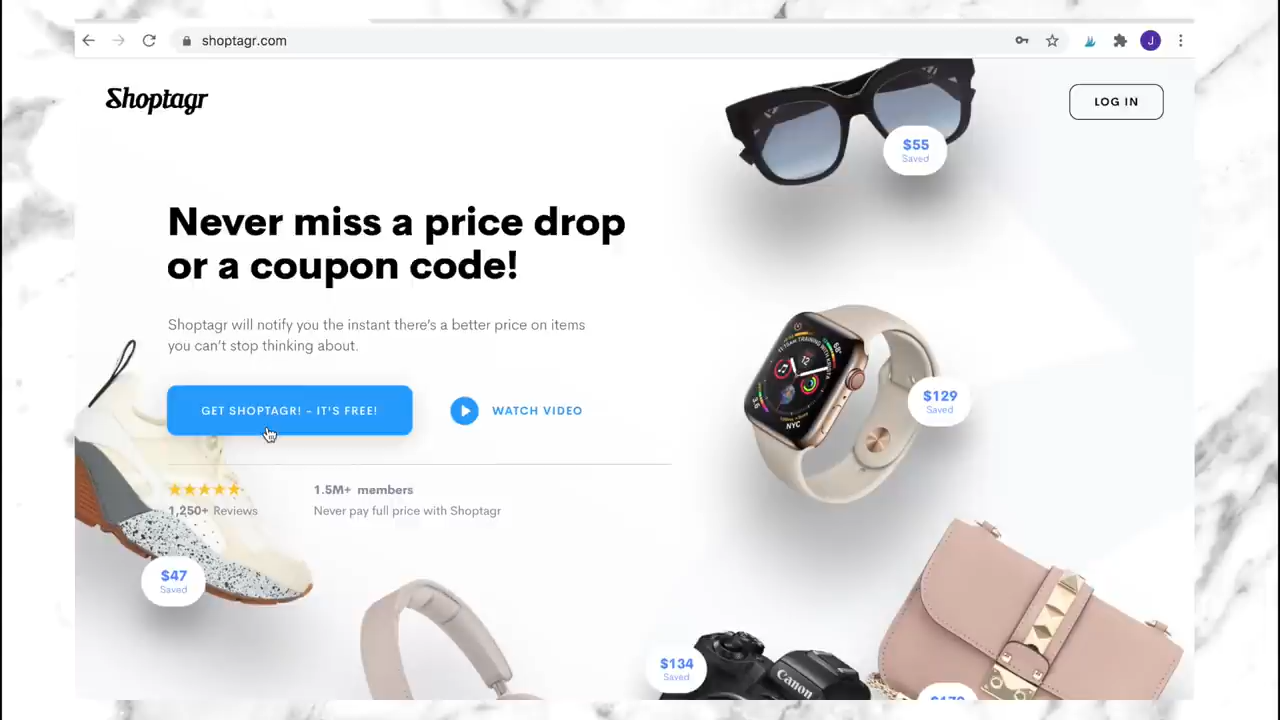 shoptagr.com
J
Shoptagr
LOG IN
$55
Saved
Never miss a price drop
or a coupon code!
Shoptagr will notify you the instant there's a better price on items
you can't stop thinking about.
GET SHOPTAGR! - IT'S FREE!
WATCH VIDEO
$129
Saved
12
NYC
1.5M+ members
1,250+ Reviews
Never pay full price with Shoptagr
$47
Saved
$134
Saved
Canon